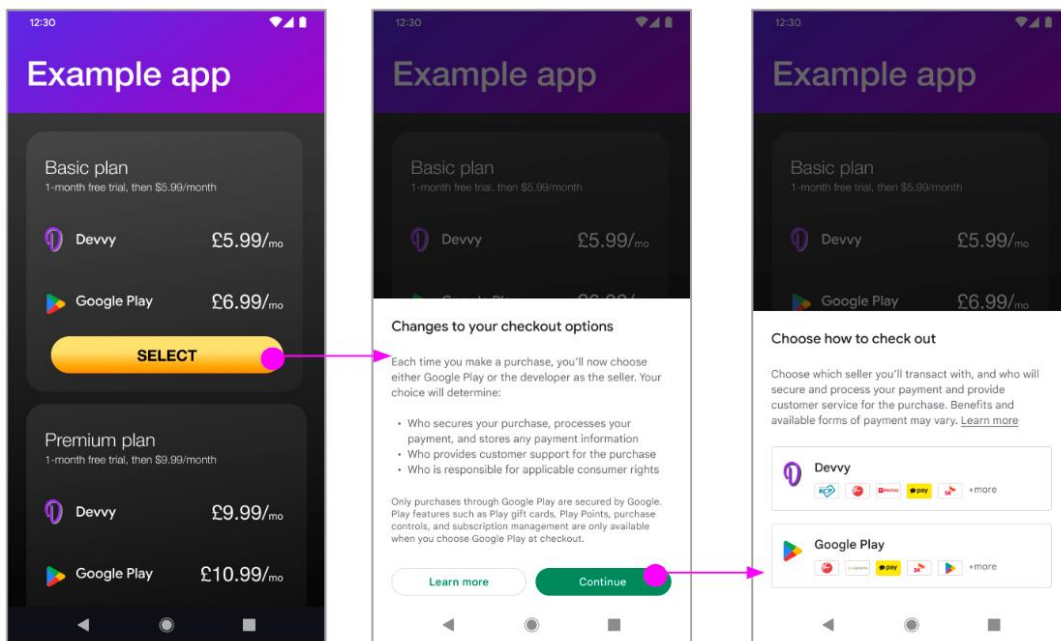 12:30
Example app
Basic plan
1-month free trial, then $5.99/month
Devvy £5.99/mo
Google Play £6.99/mo
SELECT
Premium plan
1-month free trial, then $9.99/month
Devvy £9.99/mo
Google Play £10.99/mo
12:30
Example app
Basic plan
1-month free trial, then $5.99/month
Devvy £5.99/mo
Changes to your checkout options
Each time you make a purchase, you'll now choose
either Google Play or the developer as the seller. Your
choice will determine:
• Who secures your purchase, processes your
payment, and stores any payment information
• Who provides customer support for the purchase
• Who is responsible for applicable consumer rights
Only purchases through Google Play are secured by Google.
Play features such as Play gift cards, Play Points, purchase
controls, and subscription management are only available
when you choose Google Play at checkout.
Learn more Continue
12:30
Example app
Basic plan
1-month free trial, then $5.99/month
Devvy £5.99/mo
Google Play £6.99/mo
Choose how to check out
Choose which seller you'll transact with, and who will
secure and process your payment and provide
customer service for the purchase. Benefits and
available forms of payment may vary. Learn more
Devvy
pay +more
Google Play
pay +more